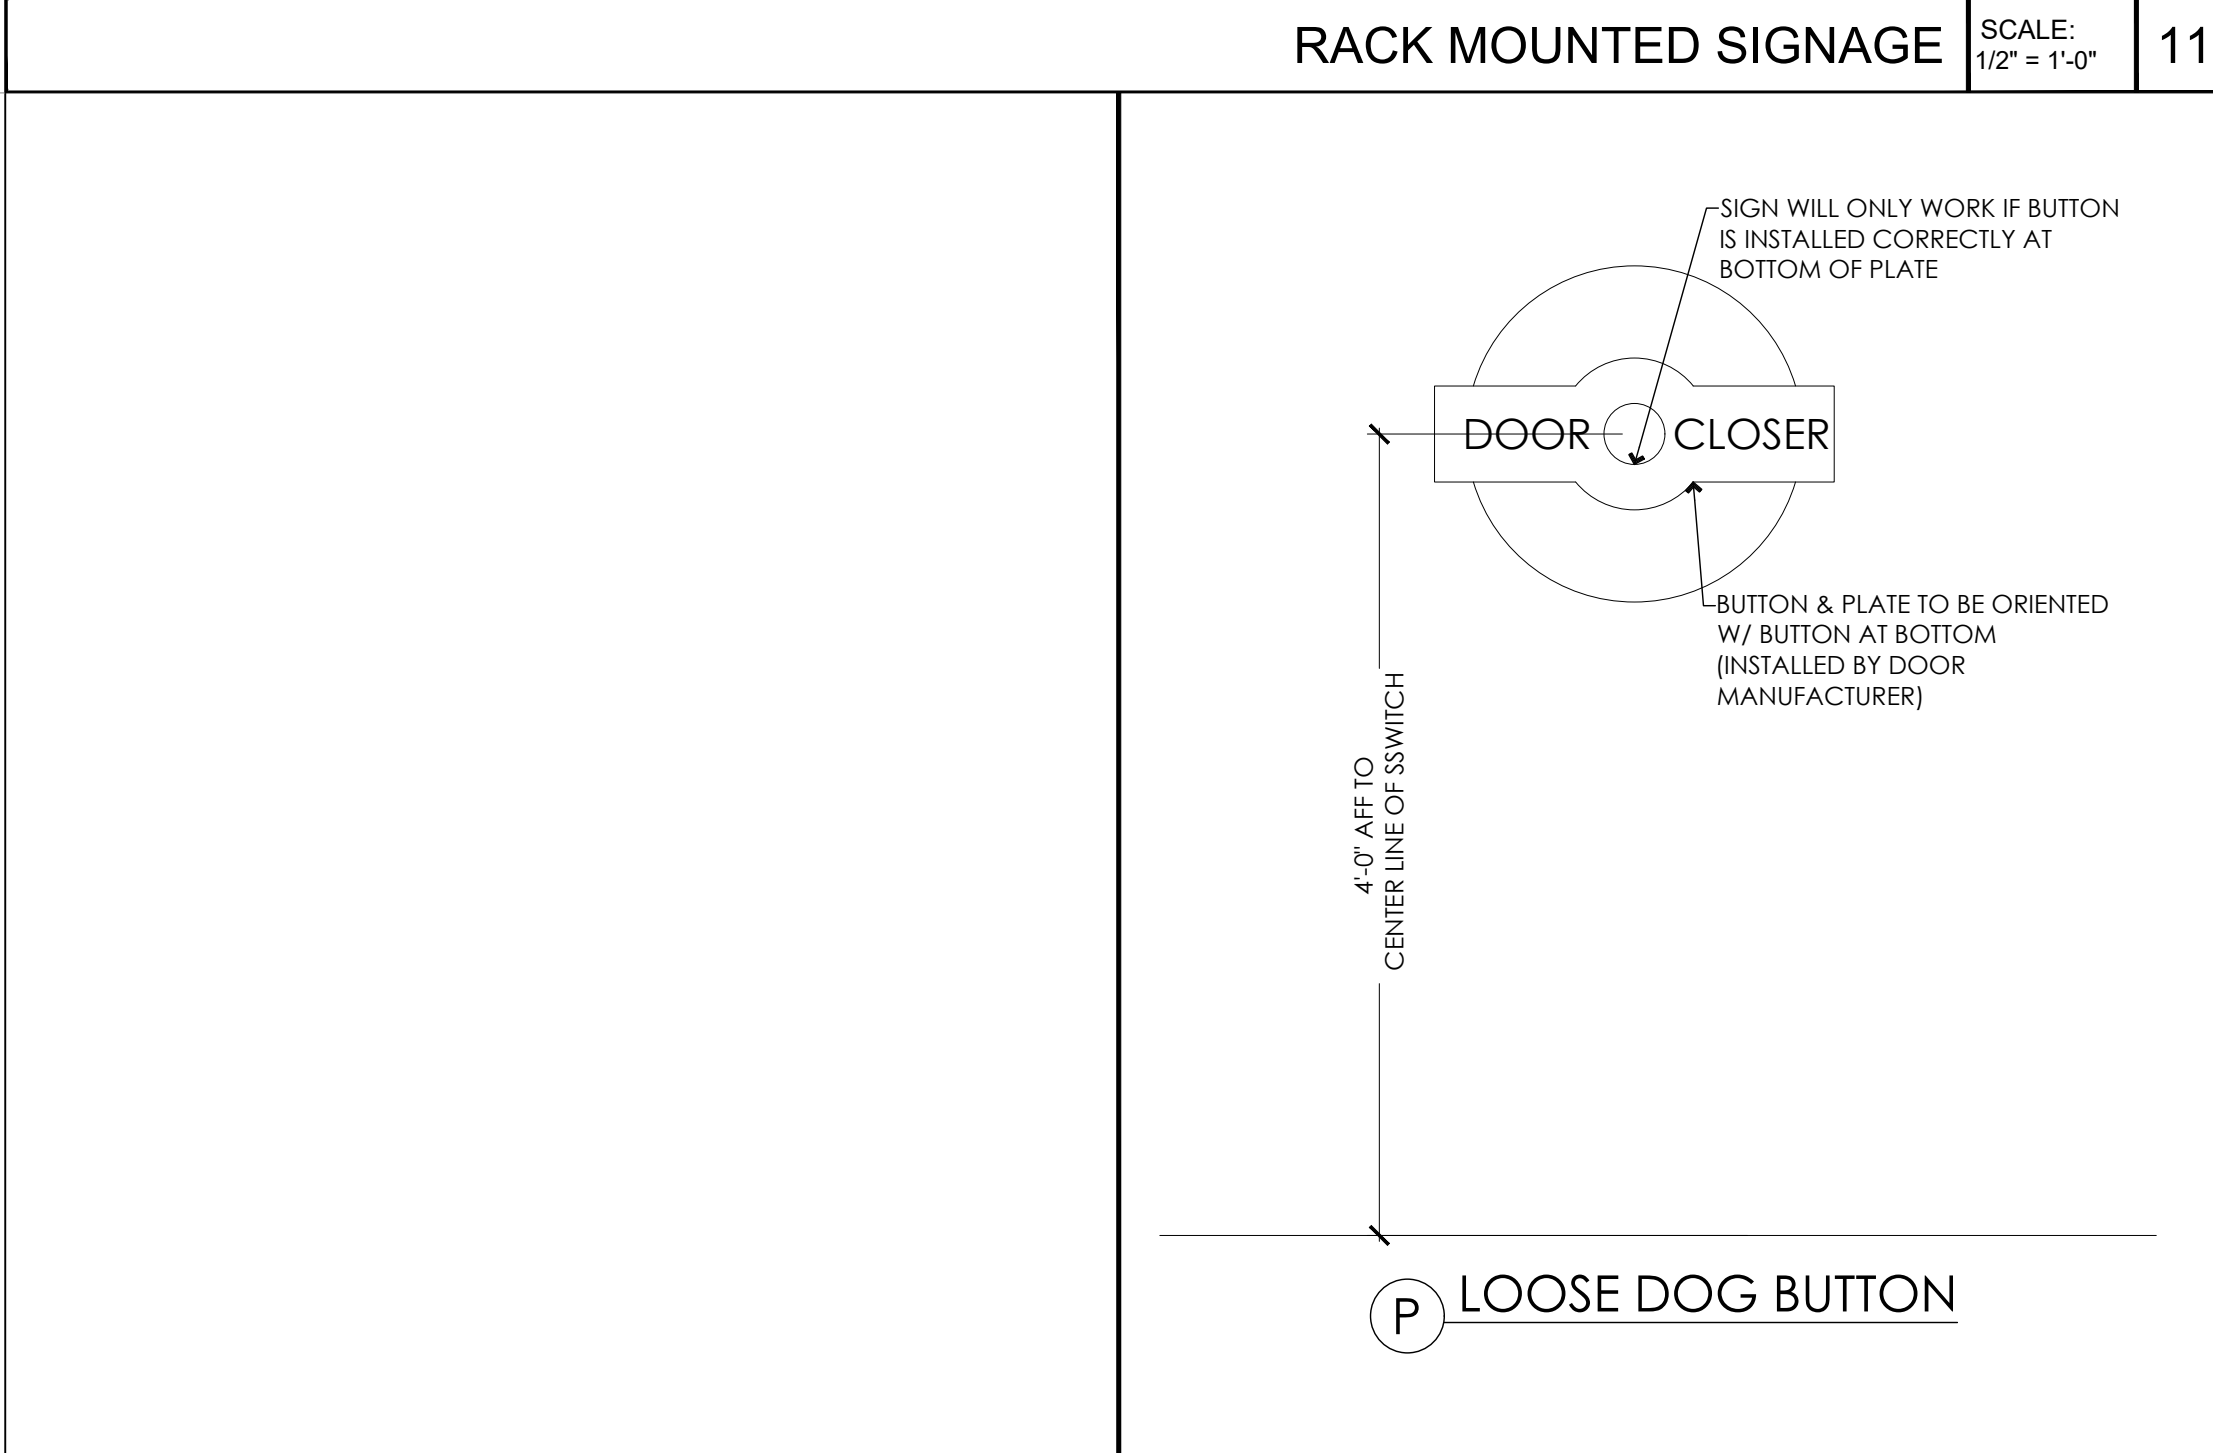 RACK MOUNTED SIGNAGE
SCALE:
1/2" = 1'-0"
11
SIGN WILL ONLY WORK IF BUTTON
IS INSTALLED CORRECTLY AT
BOTTOM OF PLATE
DOOR CLOSER
BUTTON & PLATE TO BE ORIENTED
W/ BUTTON AT BOTTOM
(INSTALLED BY DOOR
MANUFACTURER)
4'-0" AFF TO
CENTER LINE OF SSWITCH
P
LOOSE DOG BUTTON